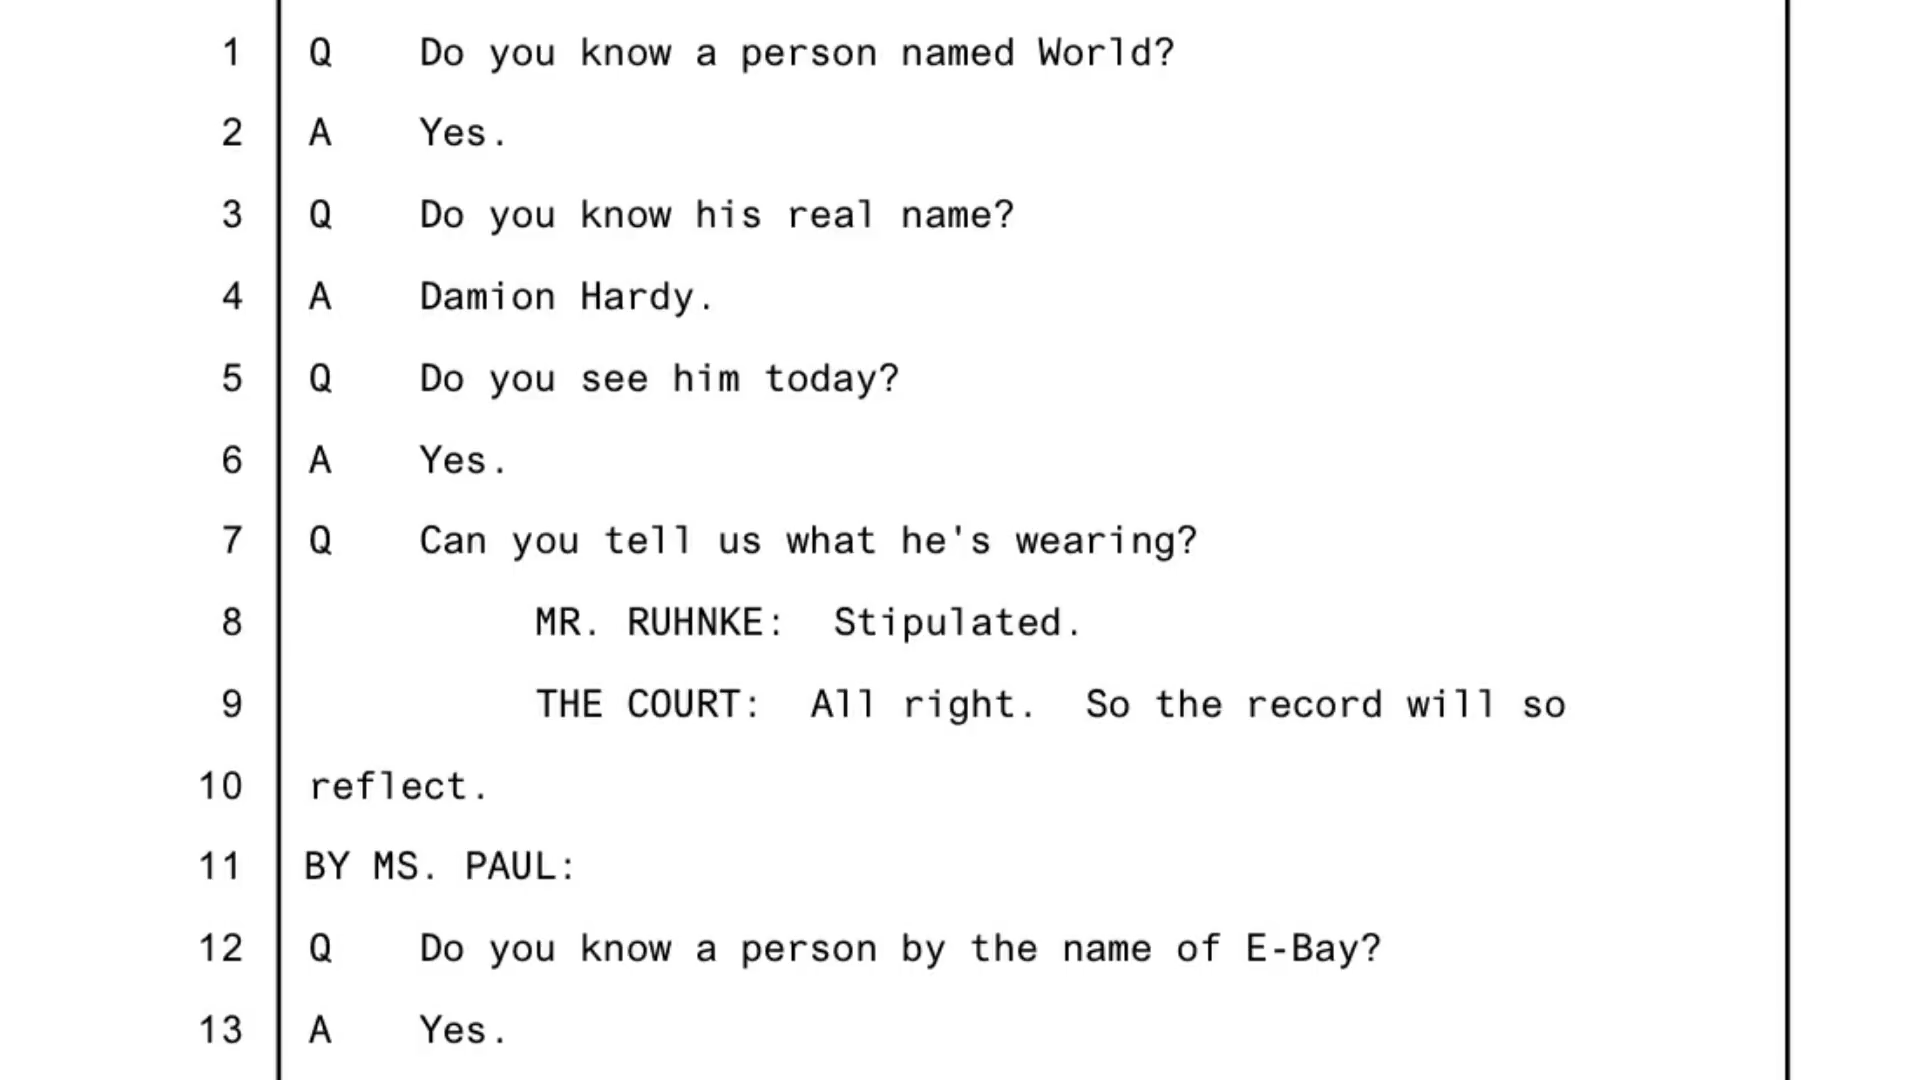 1 Q Do you know a person named World?
2 A Yes.
3 Q Do you know his real name?
4 A Damion Hardy.
5 Q Do you see him today?
6 A Yes.
7 Q Can you tell us what he's wearing?
8 MR. RUHNKE: Stipulated.
9 THE COURT: All right. So the record will so
10 reflect.
11 BY MS. PAUL:
12 Q Do you know a person by the name of E-Bay?
13 A Yes.